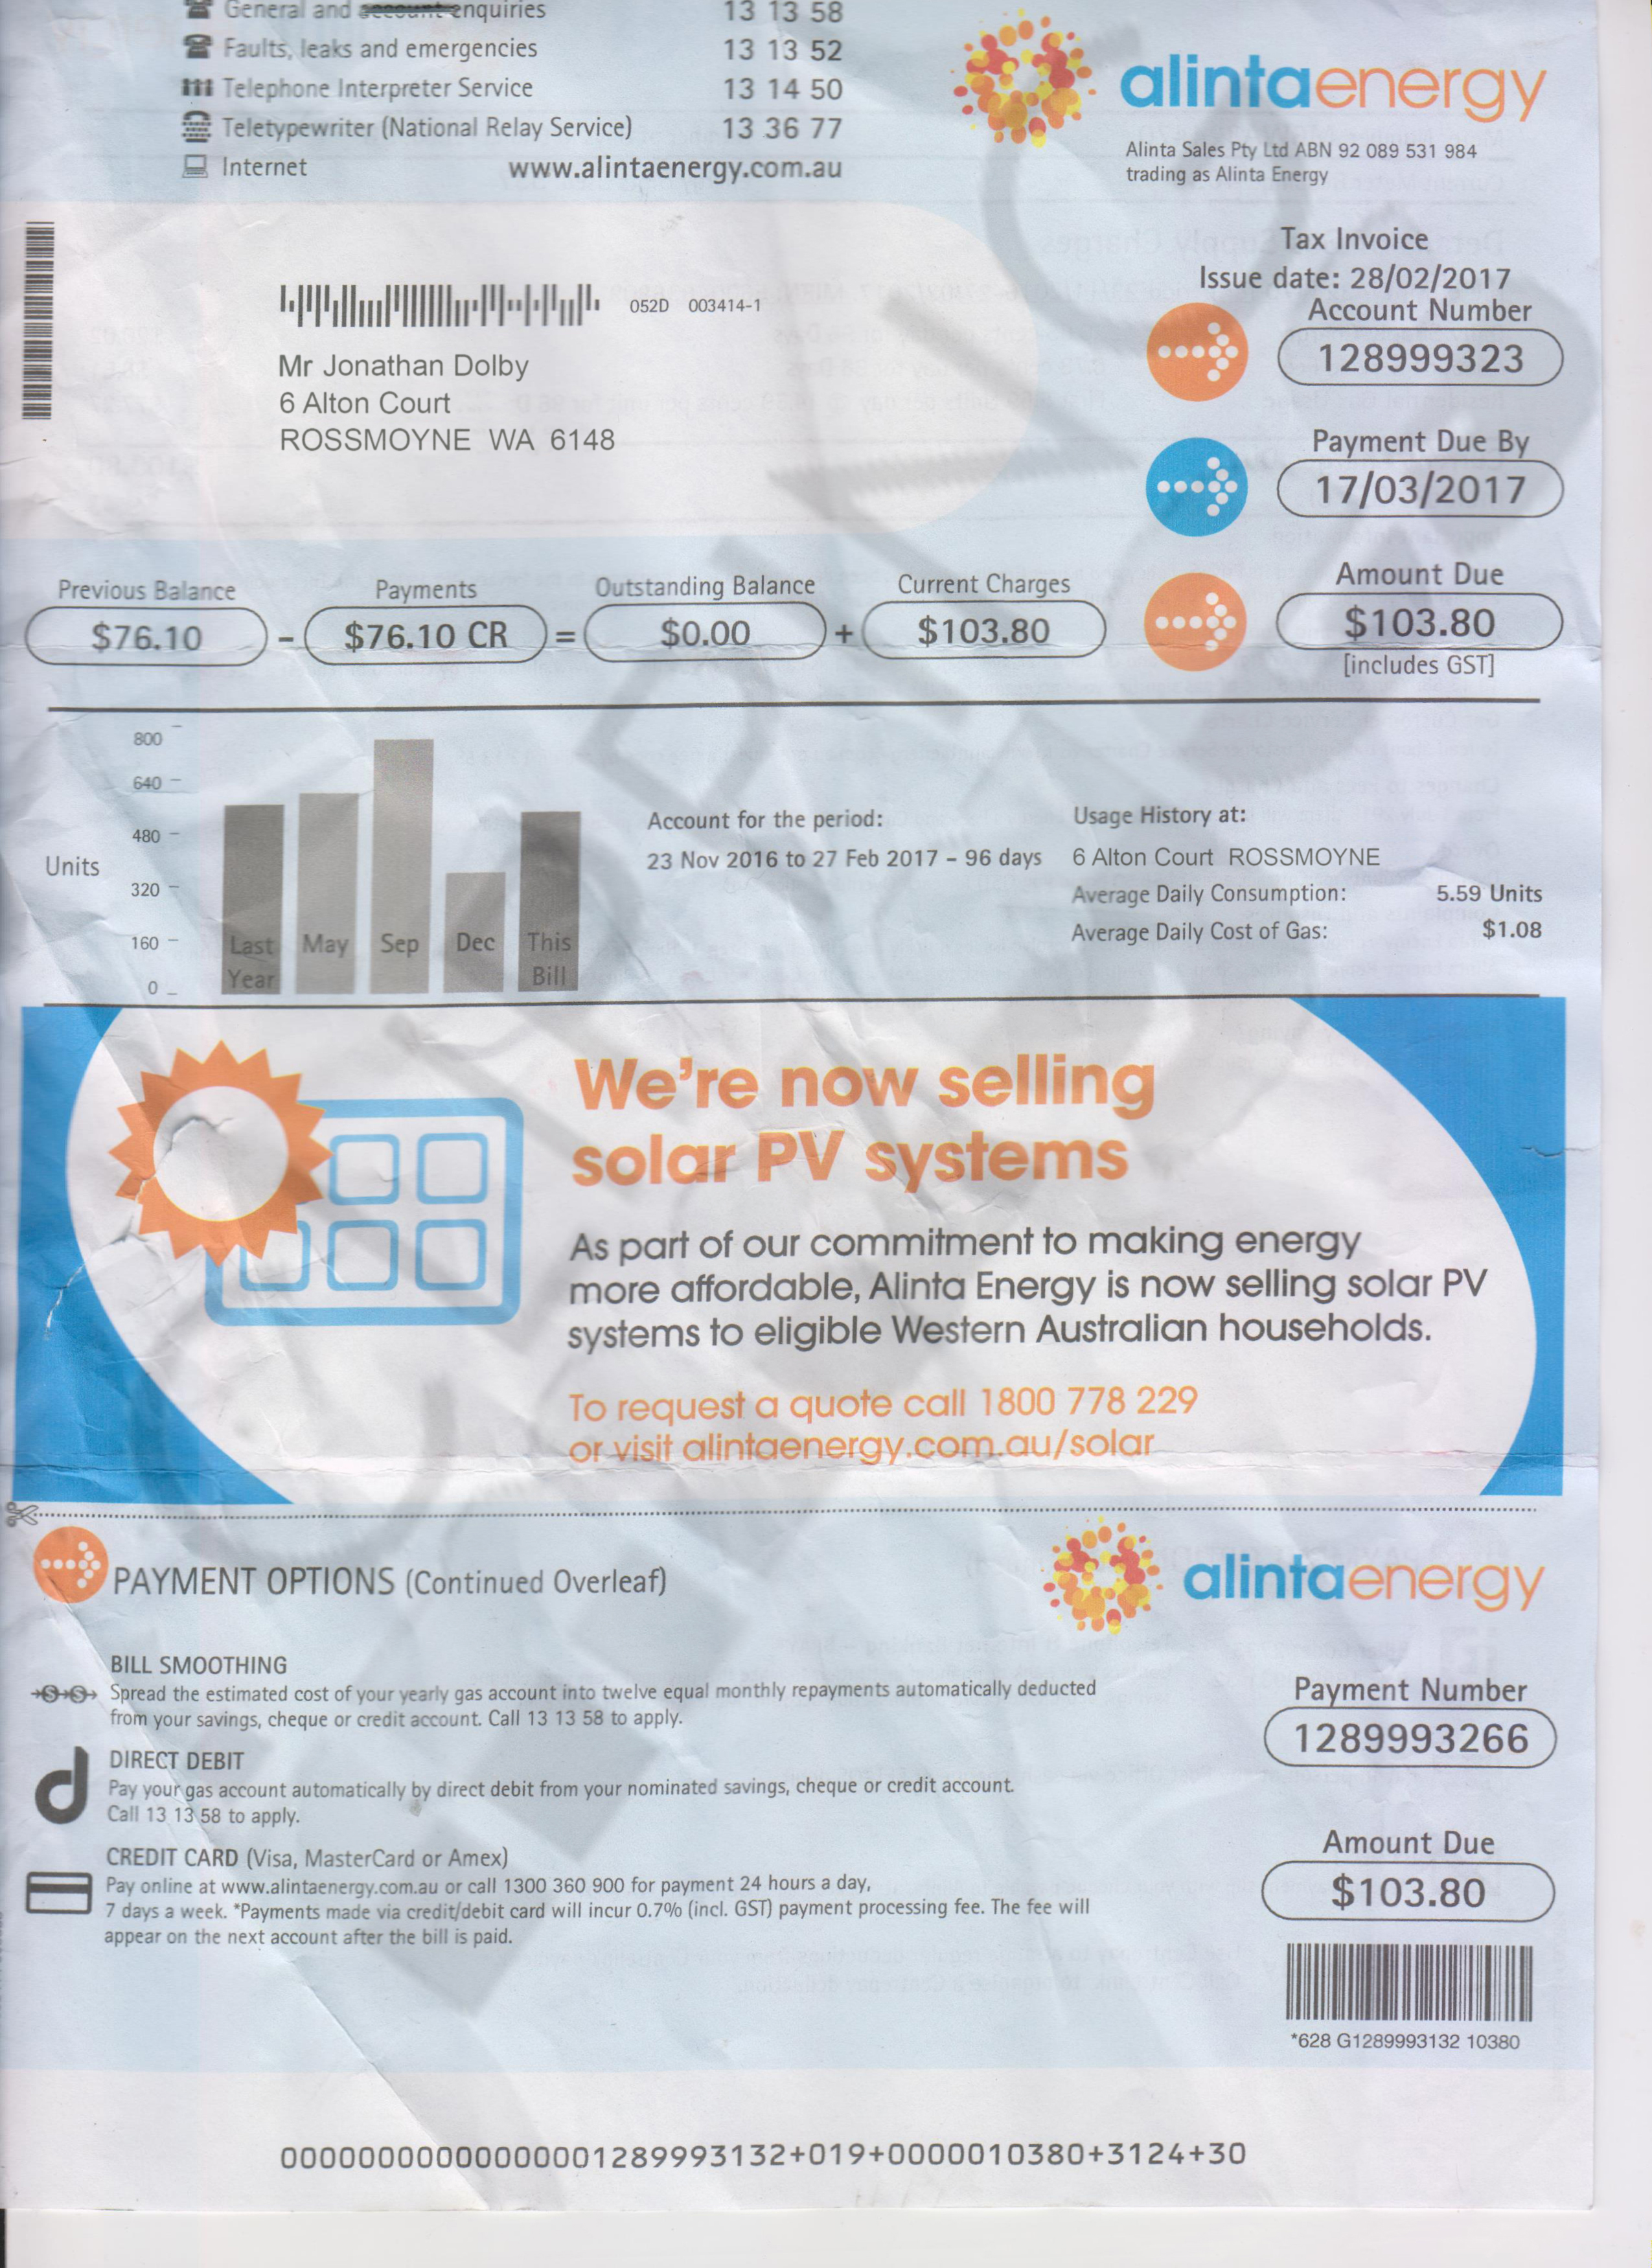 General and account enquiries 13 13 58
Faults, leaks and emergencies 13 13 52
Telephone Interpreter Service 13 14 50
Teletypewriter (National Relay Service) 13 36 77
Internet www.alintaenergy.com.au
alintaenergy
Alinta Sales Pty Ltd ABN 92 089 531 984
trading as Alinta Energy
Tax Invoice
Issue date: 28/02/2017
Account Number
128999323
052D 003414-1
Mr Jonathan Dolby
6 Alton Court
ROSSMOYNE WA 6148
Payment Due By
17/03/2017
Previous Balance Payments Outstanding Balance Current Charges Amount Due
$76.10 - $76.10 CR = $0.00 + $103.80 $103.80
[includes GST]
800
640
480
Units
320
160
0
Last Year May Sep Dec This Bill
Account for the period:
23 Nov 2016 to 27 Feb 2017 - 96 days
Usage History at:
6 Alton Court ROSSMOYNE
Average Daily Consumption: 5.59 Units
Average Daily Cost of Gas: $1.08
We're now selling
solar PV systems
As part of our commitment to making energy
more affordable, Alinta Energy is now selling solar PV
systems to eligible Western Australian households.
To request a quote call 1800 778 229
or visit alintaenergy.com.au/solar
PAYMENT OPTIONS (Continued Overleaf)
alintaenergy
BILL SMOOTHING
Spread the estimated cost of your yearly gas account into twelve equal monthly repayments automatically deducted
from your savings, cheque or credit account. Call 13 13 58 to apply.
DIRECT DEBIT
Pay your gas account automatically by direct debit from your nominated savings, cheque or credit account.
Call 13 13 58 to apply.
CREDIT CARD (Visa, MasterCard or Amex)
Pay online at www.alintaenergy.com.au or call 1300 360 900 for payment 24 hours a day,
7 days a week. *Payments made via credit/debit card will incur 0.7% (incl. GST) payment processing fee. The fee will
appear on the next account after the bill is paid.
Payment Number
1289993266
Amount Due
$103.80
*628 G1289993132 10380
00000000000000001289993132+019+0000010380+3124+30